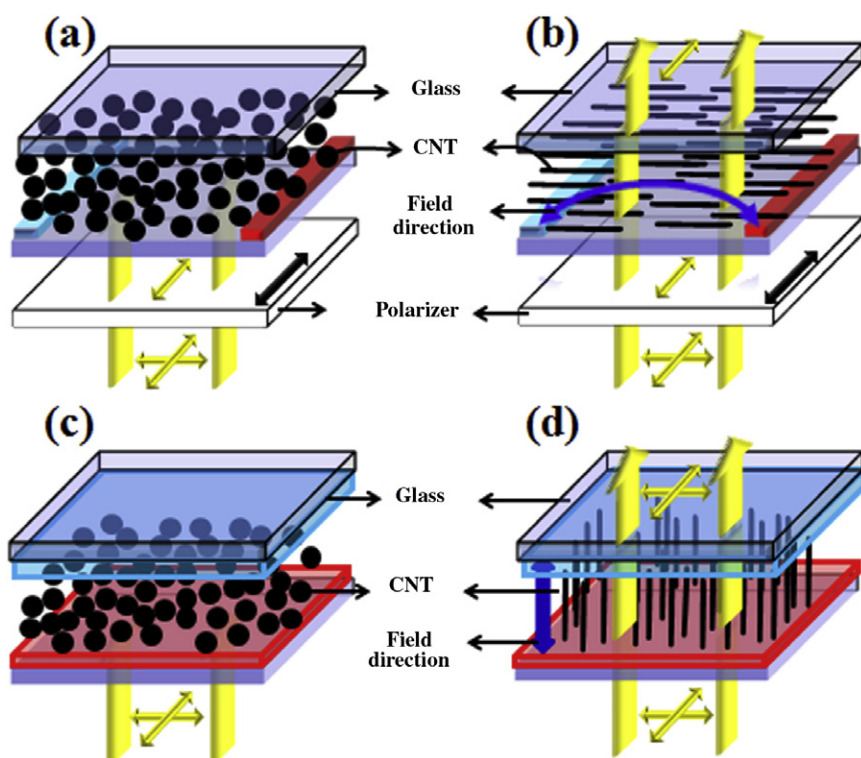 (a)
(b)
Glass
CNT
Field
direction
Polarizer
(c)
(d)
Glass
CNT
Field
direction